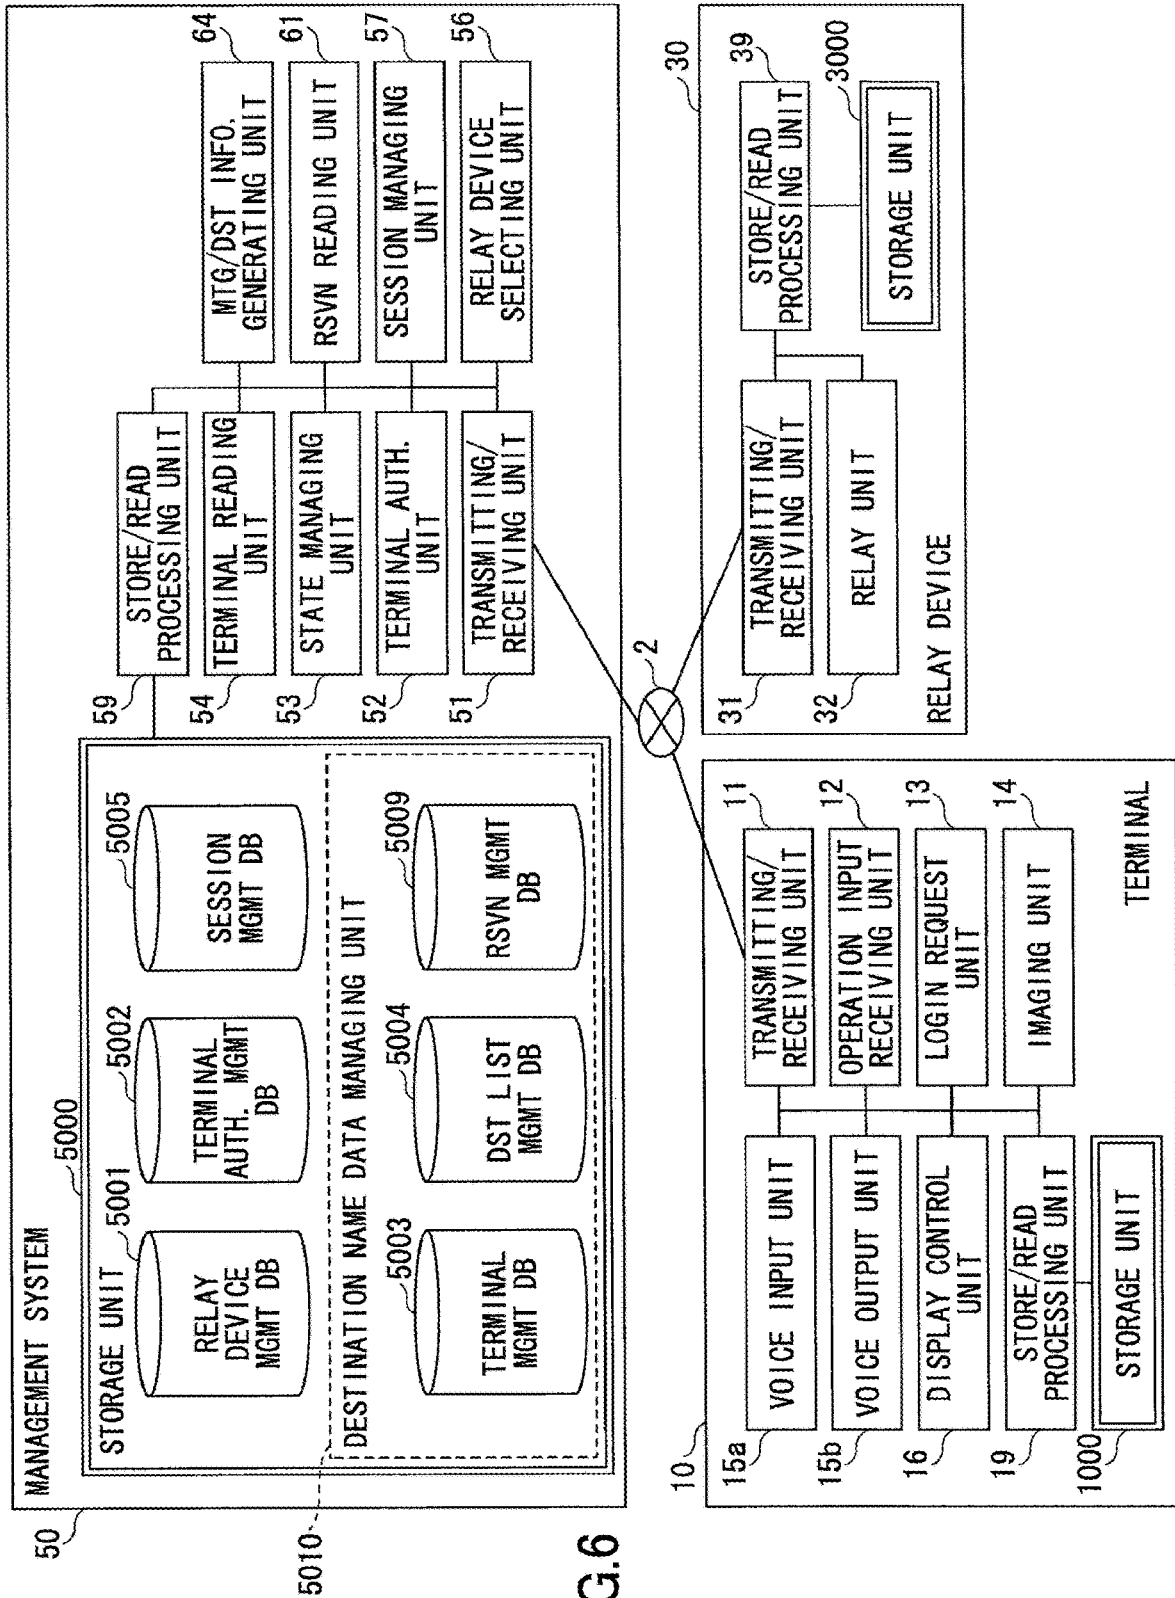 MANAGEMENT SYSTEM
50
5000
STORAGE UNIT
5001
RELAY
DEVICE
MGMT DB
5002
TERMINAL
AUTH. MGMT
DB
5005
SESSION
MGMT DB
5010
DESTINATION NAME DATA MANAGING UNIT
5003
TERMINAL
MGMT DB
5004
DST LIST
MGMT DB
5009
RSVN MGMT
DB
59
STORE/READ
PROCESSING UNIT
54
TERMINAL READING
UNIT
53
STATE MANAGING
UNIT
52
TERMINAL AUTH.
UNIT
51
TRANSMITTING/
RECEIVING UNIT
64
MTG/DST INFO.
GENERATING UNIT
61
RSVN READING UNIT
57
SESSION MANAGING
UNIT
56
RELAY DEVICE
SELECTING UNIT
2
10
15a
VOICE INPUT UNIT
15b
VOICE OUTPUT UNIT
16
DISPLAY CONTROL
UNIT
19
STORE/READ
PROCESSING UNIT
1000
STORAGE UNIT
11
TRANSMITTING/
RECEIVING UNIT
12
OPERATION INPUT
RECEIVING UNIT
13
LOGIN REQUEST
UNIT
14
IMAGING UNIT
TERMINAL
30
31
TRANSMITTING/
RECEIVING UNIT
32
RELAY UNIT
39
STORE/READ
PROCESSING UNIT
3000
STORAGE UNIT
RELAY DEVICE
G.6